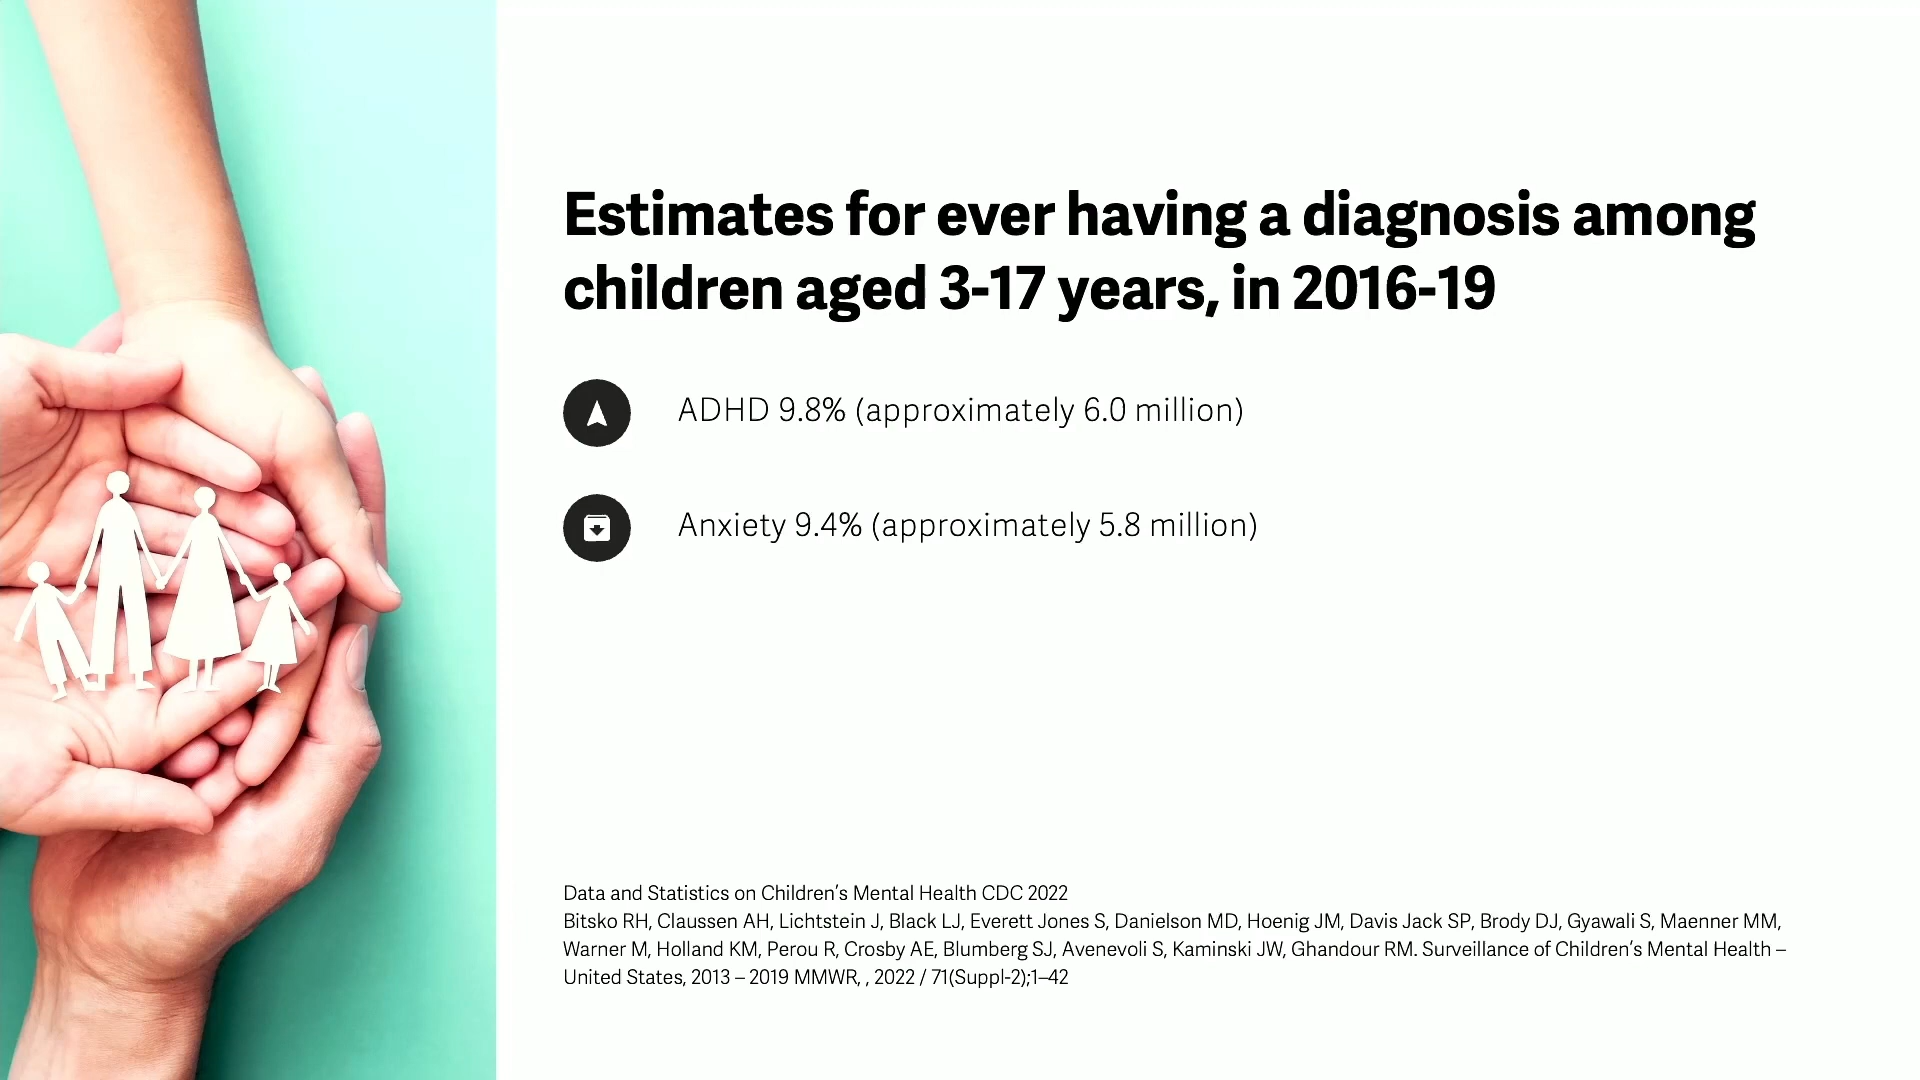 Estimates for ever having a diagnosis among
children aged 3-17 years, in 2016-19
ADHD 9.8% (approximately 6.0 million)
Anxiety 9.4% (approximately 5.8 million)
Data and Statistics on Children’s Mental Health CDC 2022
Bitsko RH, Claussen AH, Lichtstein J, Black LJ, Everett Jones S, Danielson MD, Hoenig JM, Davis Jack SP, Brody DJ, Gyawali S, Maenner MM,
Warner M, Holland KM, Perou R, Crosby AE, Blumberg SJ, Avenevoli S, Kaminski JW, Ghandour RM. Surveillance of Children’s Mental Health –
United States, 2013 – 2019 MMWR, , 2022 / 71(Suppl-2);1–42